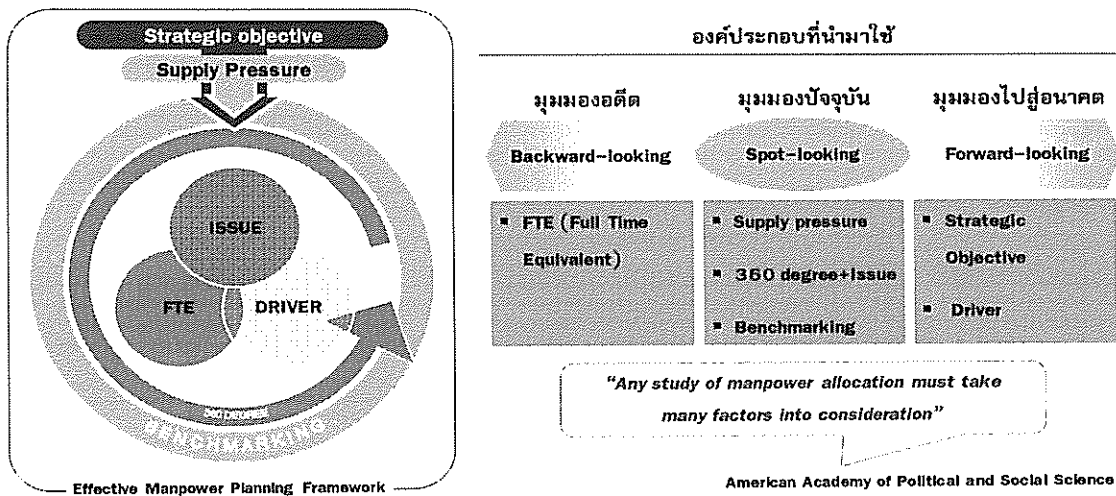 Strategic objective
Supply Pressure
ISSUE
FTE
DRIVER
360 DEGREE
BENCHMARKING
Effective Manpower Planning Framework
องค์ประกอบที่นำมาใช้
มุมมองอดีต
มุมมองปัจจุบัน
มุมมองไปสู่อนาคต
Backward-looking
Spot-looking
Forward-looking
▪ FTE (Full Time
Equivalent)
▪ Supply pressure
▪ 360 degree+Issue
▪ Benchmarking
▪ Strategic
Objective
▪ Driver
"Any study of manpower allocation must take
many factors into consideration"
American Academy of Political and Social Science